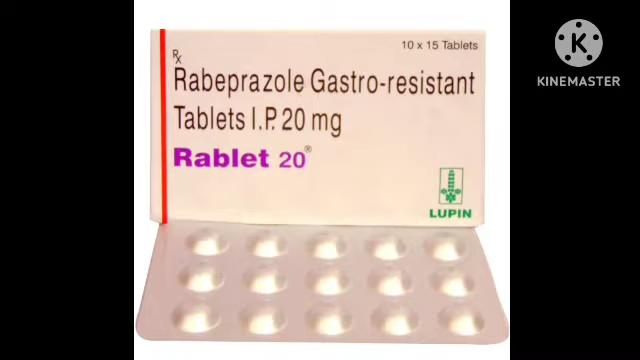 10 x 15 Tablets
Rx
Rabeprazole Gastro-resistant
Tablets I.P. 20 mg
Rablet 20®
LUPIN
K
KINEMASTER